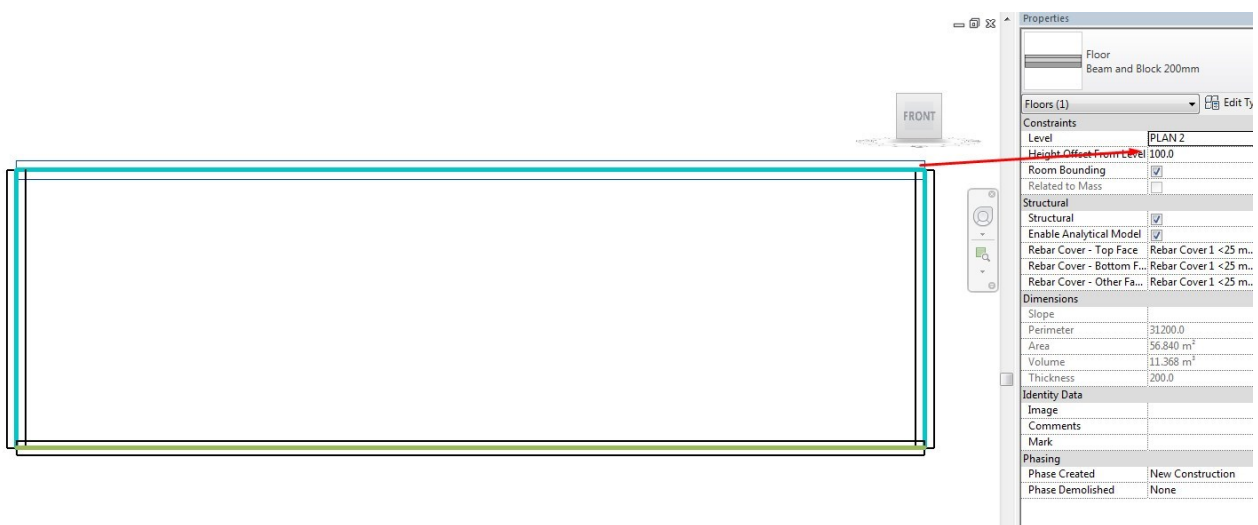 Properties
Floor
Beam and Block 200mm
Floors (1)
Edit Ty
Constraints
Level PLAN 2
Height Offset From Level 100.0
Room Bounding
Related to Mass
Structural
Structural
Enable Analytical Model
Rebar Cover - Top Face Rebar Cover 1 <25 m...
Rebar Cover - Bottom F... Rebar Cover 1 <25 m...
Rebar Cover - Other Fa... Rebar Cover 1 <25 m...
Dimensions
Slope
Perimeter 31200.0
Area 56.840 m²
Volume 11.368 m³
Thickness 200.0
Identity Data
Image
Comments
Mark
Phasing
Phase Created New Construction
Phase Demolished None
FRONT